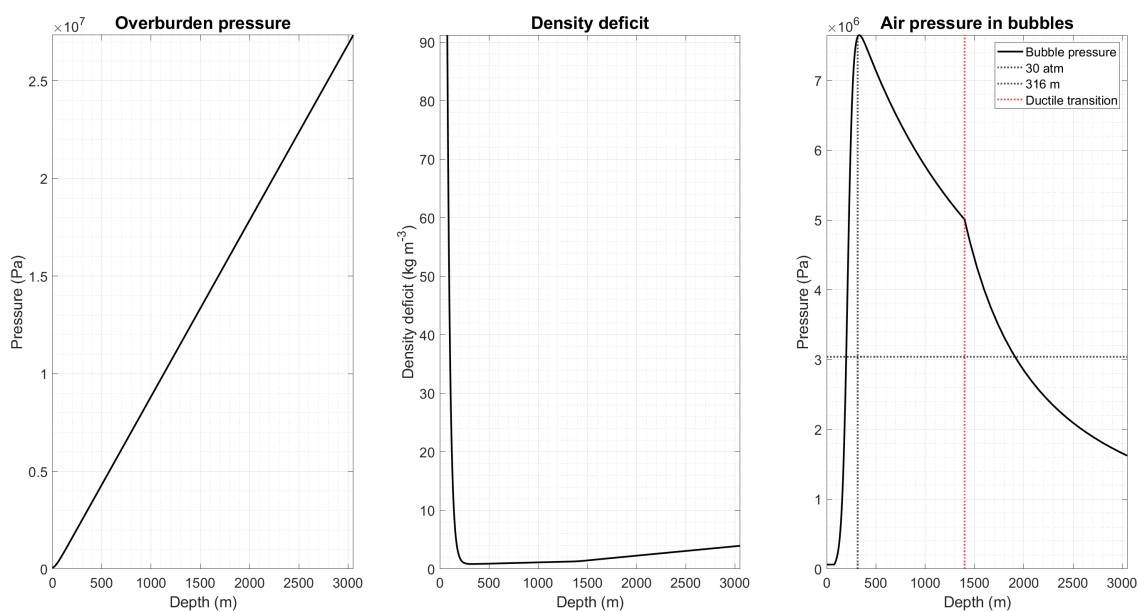 Overburden pressure
×10⁷
2.5
2
1.5
1
0.5
0
Pressure (Pa)
0 500 1000 1500 2000 2500 3000
Depth (m)
Density deficit
90
80
70
60
50
40
30
20
10
0
Density deficit (kg m⁻³)
0 500 1000 1500 2000 2500 3000
Depth (m)
Air pressure in bubbles
×10⁶
7
6
5
4
3
2
1
0
Pressure (Pa)
Bubble pressure
30 atm
316 m
Ductile transition
0 500 1000 1500 2000 2500 3000
Depth (m)